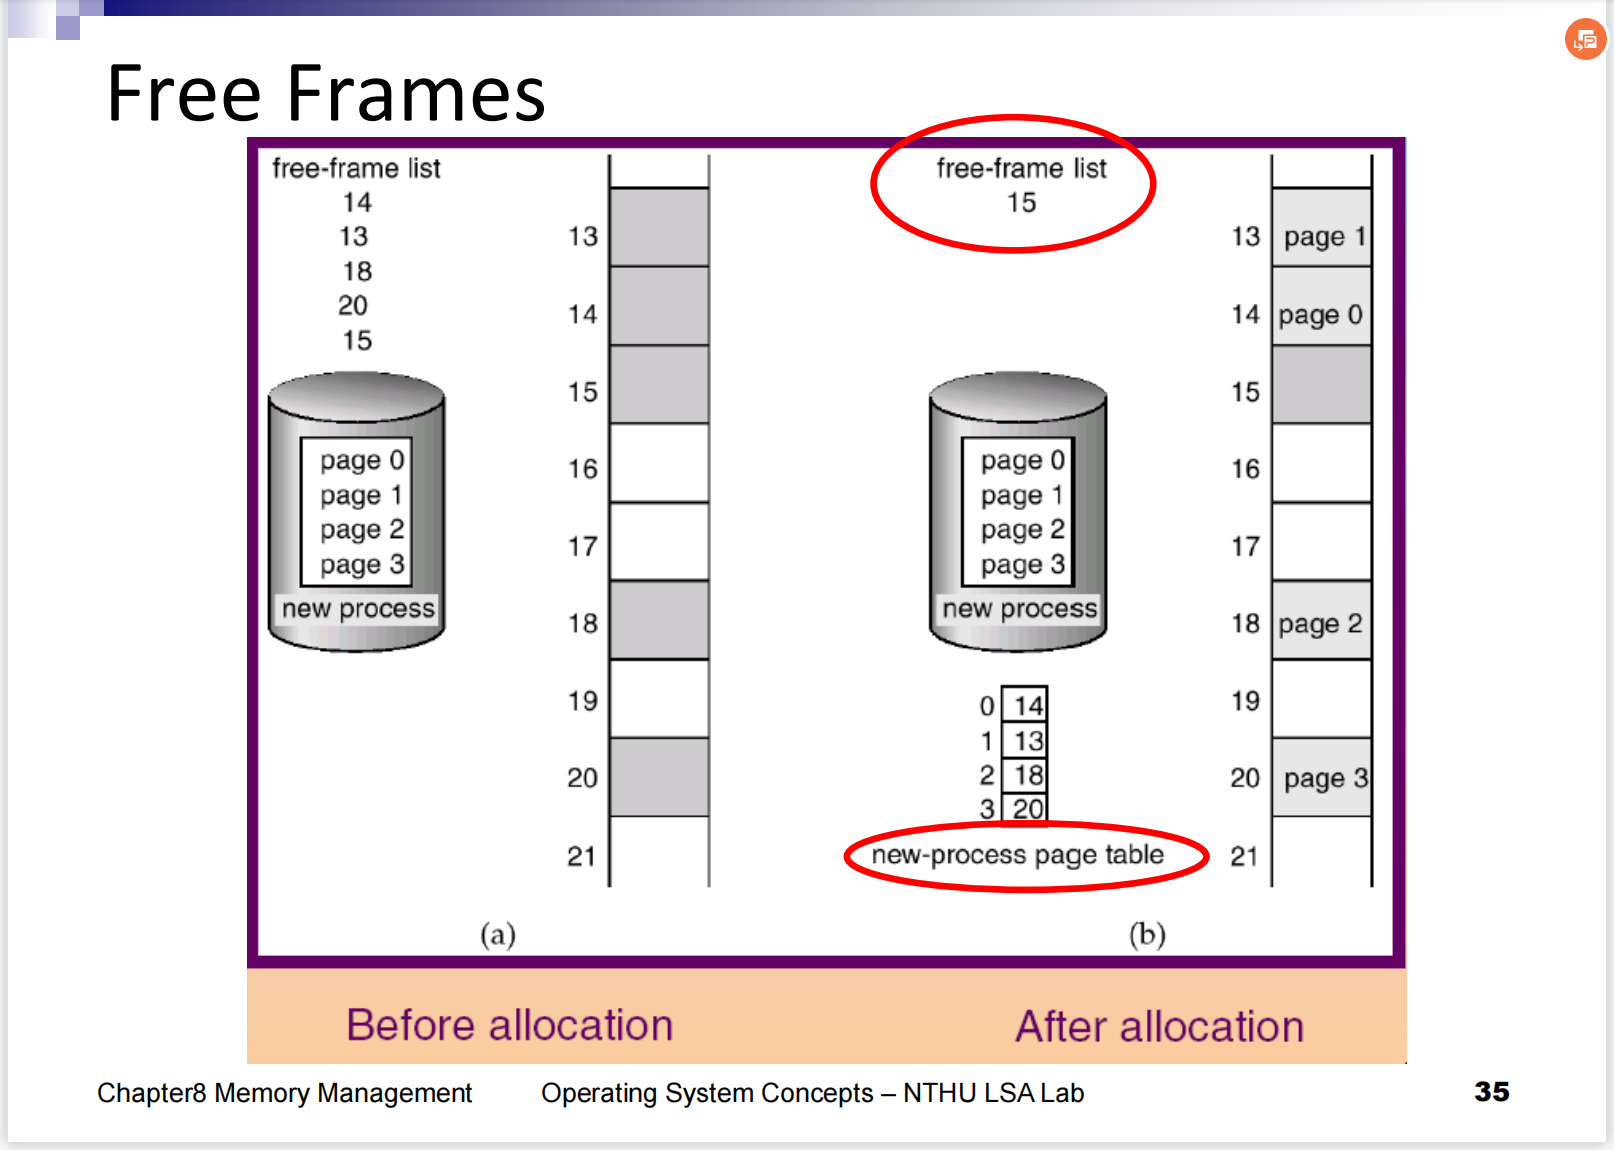 Free Frames
free-frame list
14
13
18
20
15
page 0
page 1
page 2
page 3
new process
13
14
15
16
17
18
19
20
21
(a)
free-frame list
15
page 0
page 1
page 2
page 3
new process
0 14
1 13
2 18
3 20
new-process page table
13 page 1
14 page 0
15
16
17
18 page 2
19
20 page 3
21
(b)
Before allocation
After allocation
Chapter8 Memory Management
Operating System Concepts – NTHU LSA Lab
35